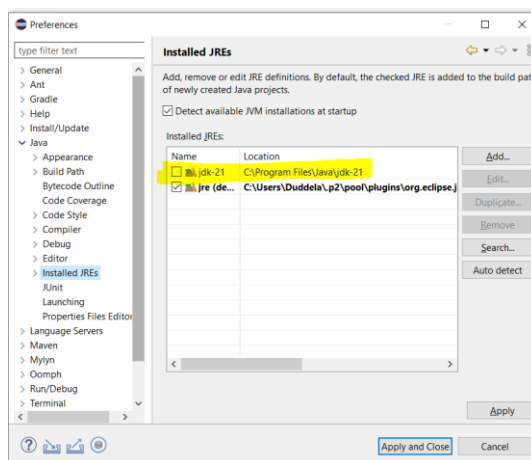 Preferences
type filter text
General
Ant
Gradle
Help
Install/Update
Java
Appearance
Build Path
Bytecode Outline
Code Coverage
Code Style
Compiler
Debug
Editor
Installed JREs
JUnit
Launching
Properties Files Editor
Language Servers
Maven
Mylyn
Oomph
Run/Debug
Terminal
Installed JREs
Add, remove or edit JRE definitions. By default, the checked JRE is added to the build pat
of newly created Java projects.
Detect available JVM installations at startup
Installed JREs:
Name Location
jdk-21 C:\Program Files\Java\jdk-21
jre (de... C:\Users\Duddela\.p2\pool\plugins\org.eclipse.j
Add...
Edit...
Duplicate...
Remove
Search...
Auto detect
Apply
Apply and Close
Cancel